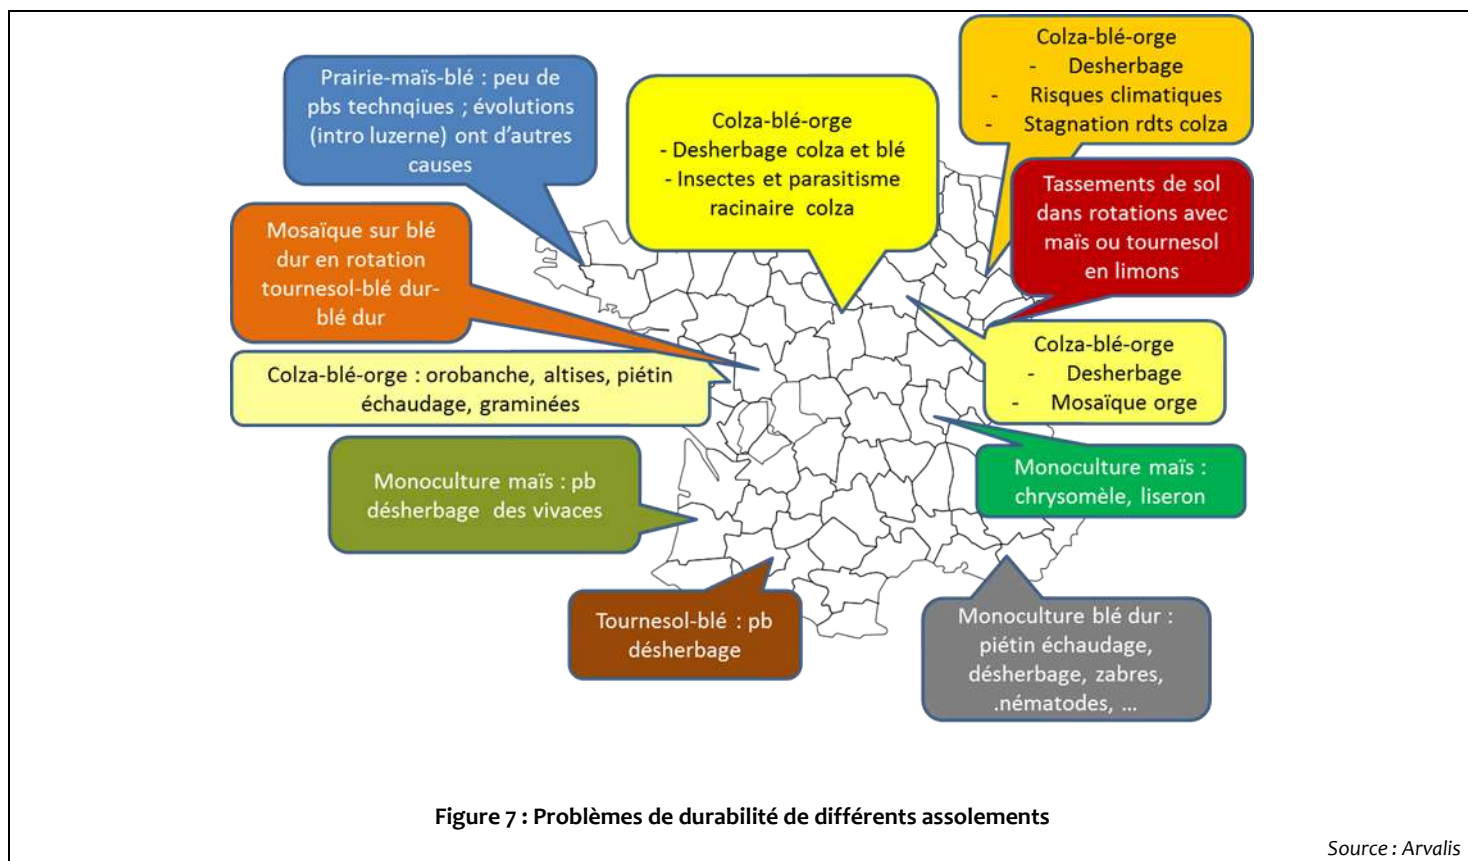 Prairie-maïs-blé : peu de
pbs technqiues ; évolutions
(intro luzerne) ont d'autres
causes
Colza-blé-orge
- Desherbage colza et blé
- Insectes et parasitisme
racinaire colza
Colza-blé-orge
- Desherbage
- Risques climatiques
- Stagnation rdts colza
Mosaïque sur blé
dur en rotation
tournesol-blé dur-
blé dur
Tassements de sol
dans rotations avec
maïs ou tournesol
en limons
Colza-blé-orge : orobanche, altises, piétin
échaudage, graminées
Colza-blé-orge
- Desherbage
- Mosaïque orge
Monoculture maïs : pb
désherbage des vivaces
Monoculture maïs :
chrysomèle, liseron
Tournesol-blé : pb
désherbage
Monoculture blé dur :
piétin échaudage,
désherbage, zabres,
.nématodes, ...
Figure 7 : Problèmes de durabilité de différents assolements
Source : Arvalis